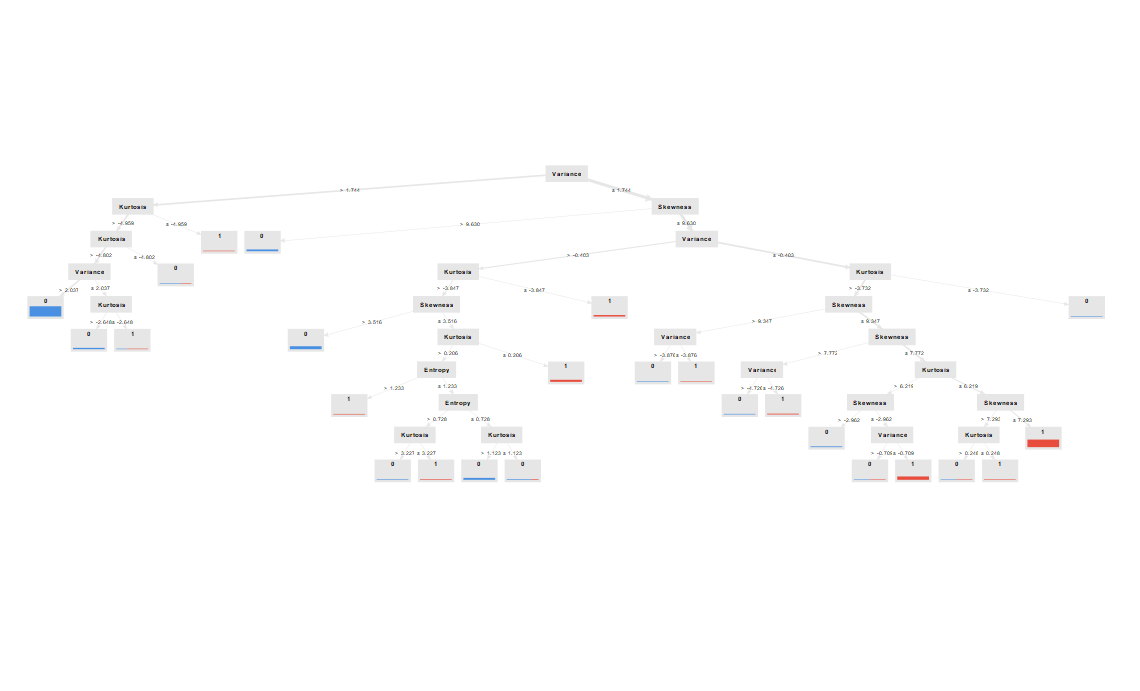 Variance
> 1.744 ≤ 1.744
Kurtosis Skewness
> -4.959 ≤ -4.959 > 9.630 ≤ 9.630
Kurtosis 1 0 Variance
> -4.802 ≤ -4.802 > -0.403 ≤ -0.403
Variance 0 Kurtosis Kurtosis
> 2.037 ≤ 2.037 > -3.847 ≤ -3.847 > -3.732 ≤ -3.732
0 Kurtosis Skewness 1 Skewness 0
> -2.648 ≤ -2.648 > 3.516 ≤ 3.516 > 9.347 ≤ 9.347
0 1 0 Kurtosis Variance Skewness
> 0.206 ≤ 0.206 > -3.876 ≤ -3.876 > 7.772 ≤ 7.772
Entropy 1 0 1 Variance Kurtosis
> 1.233 ≤ 1.233 > -4.726 ≤ -4.726 > 6.219 ≤ 6.219
1 Entropy 0 1 Skewness Skewness
> 0.728 ≤ 0.728 > -2.962 ≤ -2.962 > 7.293 ≤ 7.293
Kurtosis Kurtosis 0 Variance Kurtosis 1
> 3.227 ≤ 3.227 > 1.123 ≤ 1.123 > -0.709 ≤ -0.709 > 0.248 ≤ 0.248
0 1 0 0 0 1 0 1